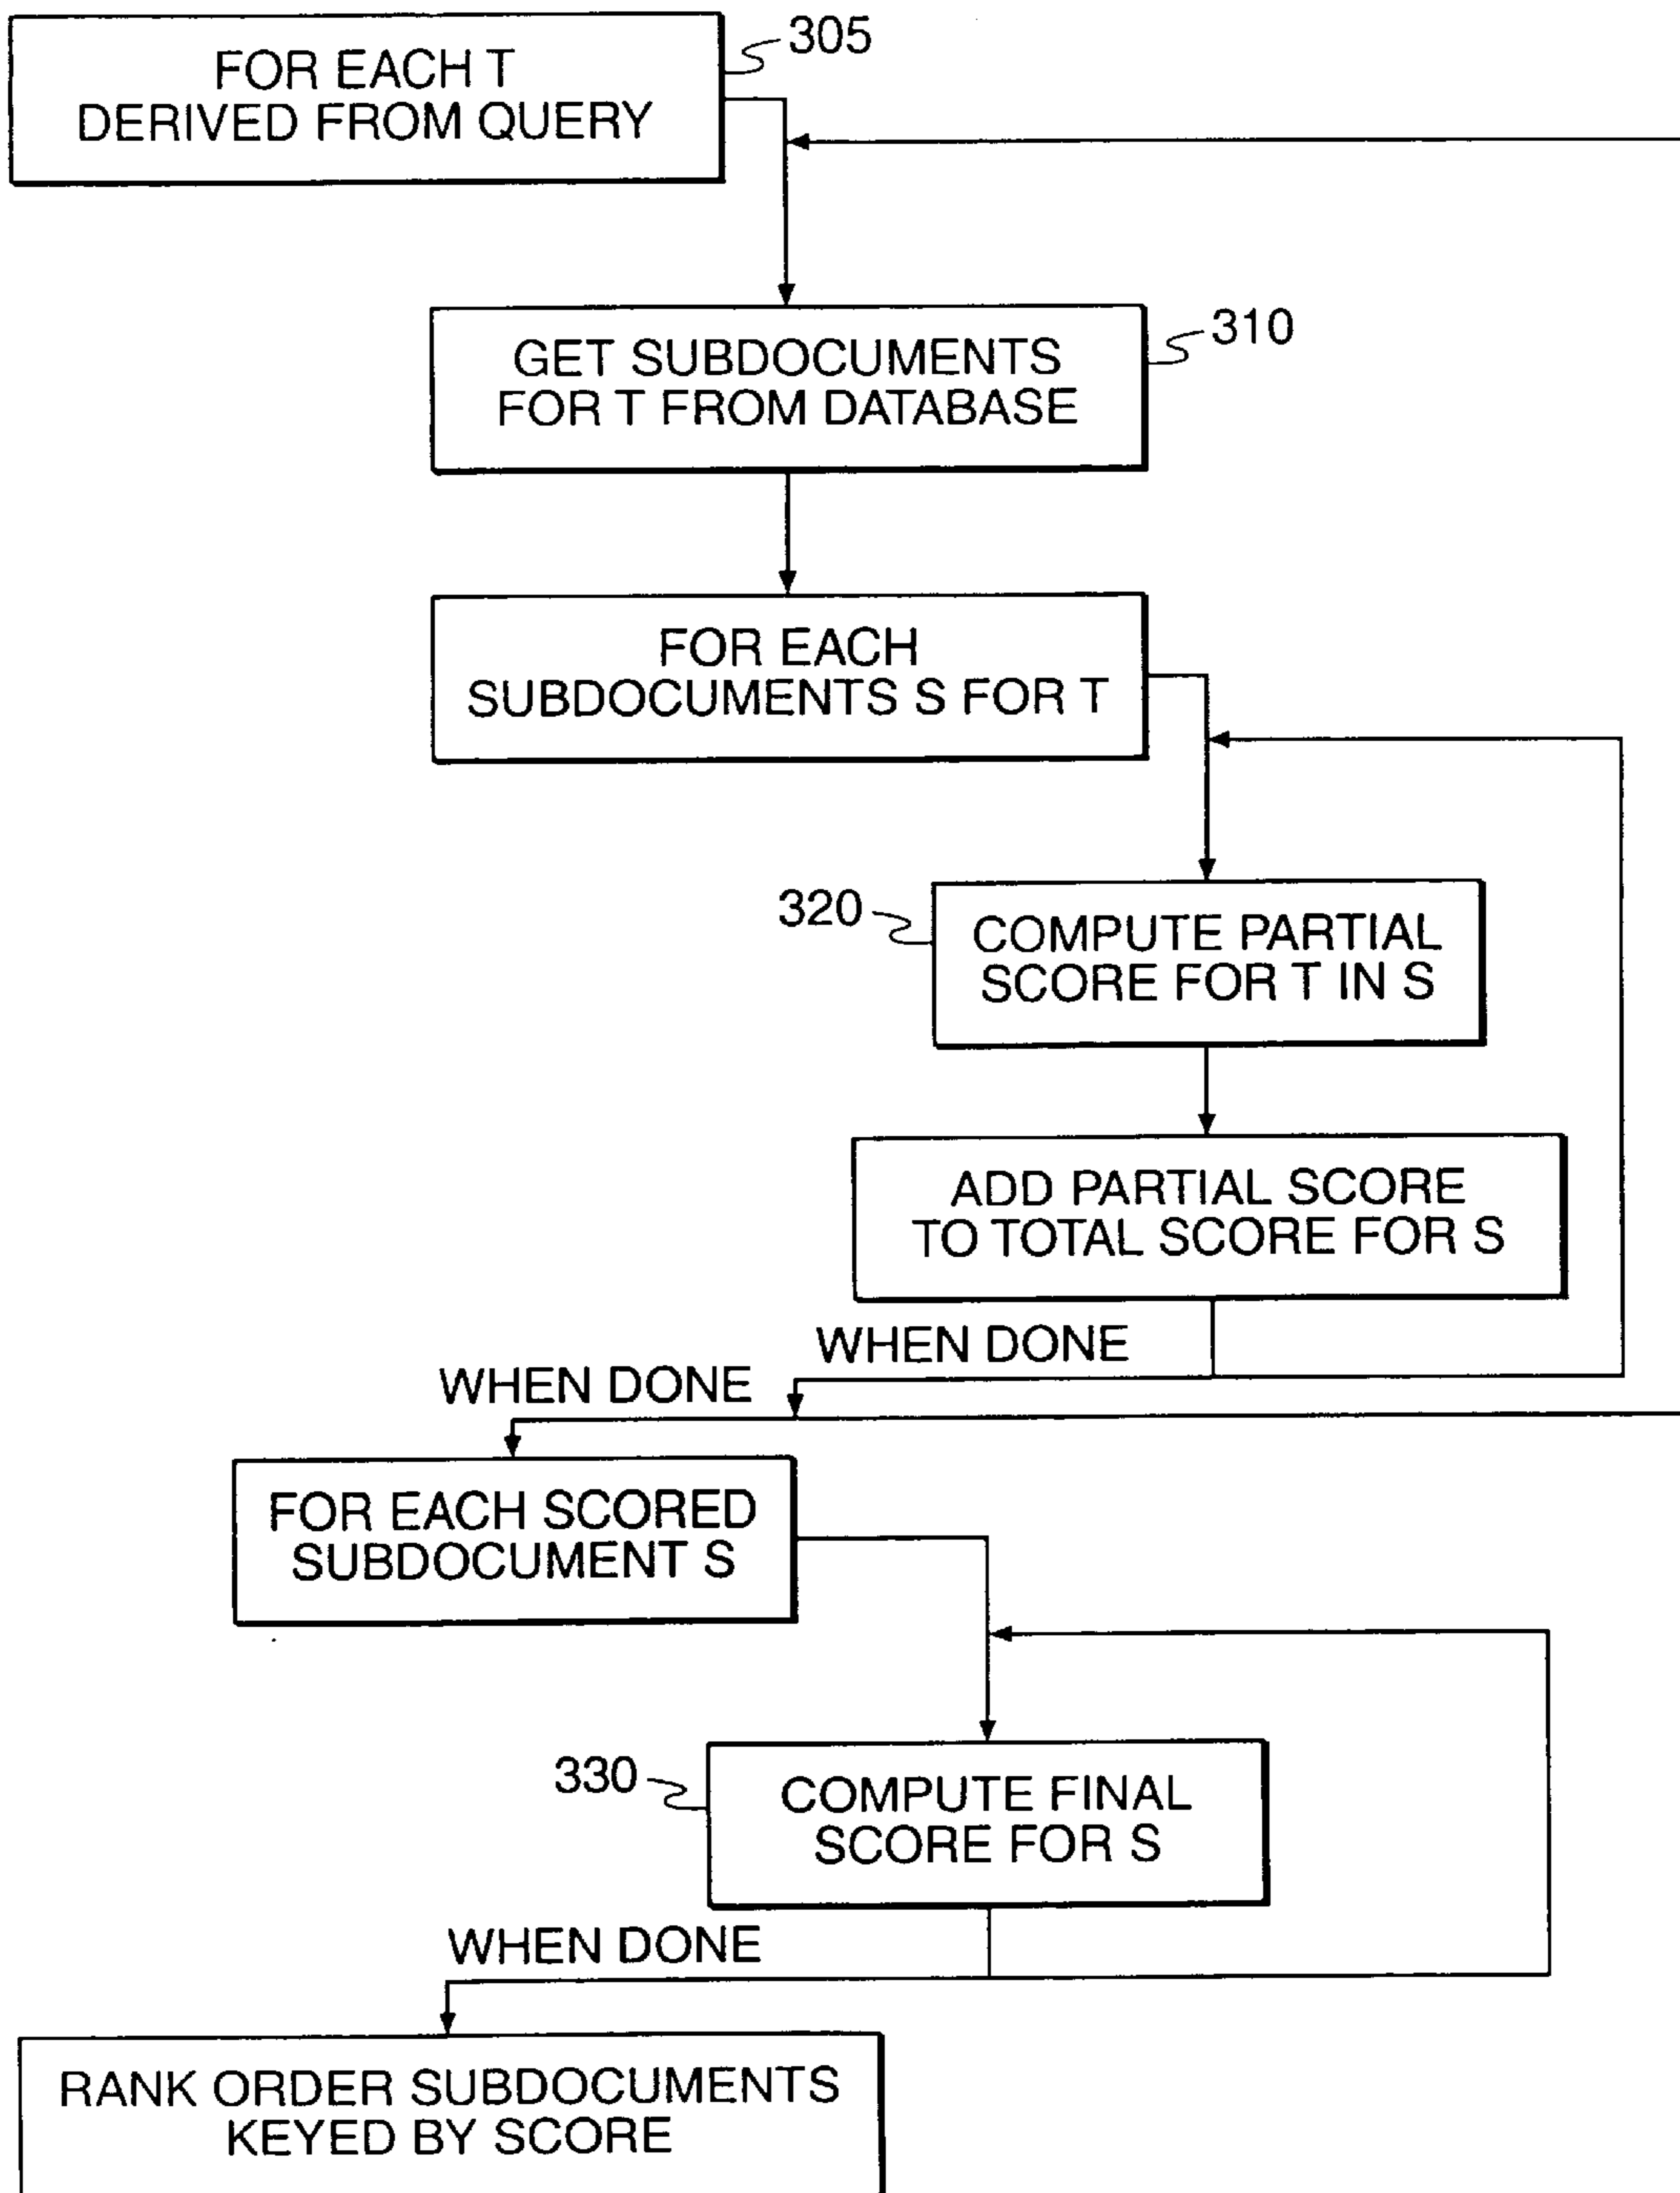 FOR EACH T
DERIVED FROM QUERY
305
GET SUBDOCUMENTS
FOR T FROM DATABASE
310
FOR EACH
SUBDOCUMENTS S FOR T
320
COMPUTE PARTIAL
SCORE FOR T IN S
ADD PARTIAL SCORE
TO TOTAL SCORE FOR S
WHEN DONE
WHEN DONE
FOR EACH SCORED
SUBDOCUMENT S
330
COMPUTE FINAL
SCORE FOR S
WHEN DONE
RANK ORDER SUBDOCUMENTS
KEYED BY SCORE